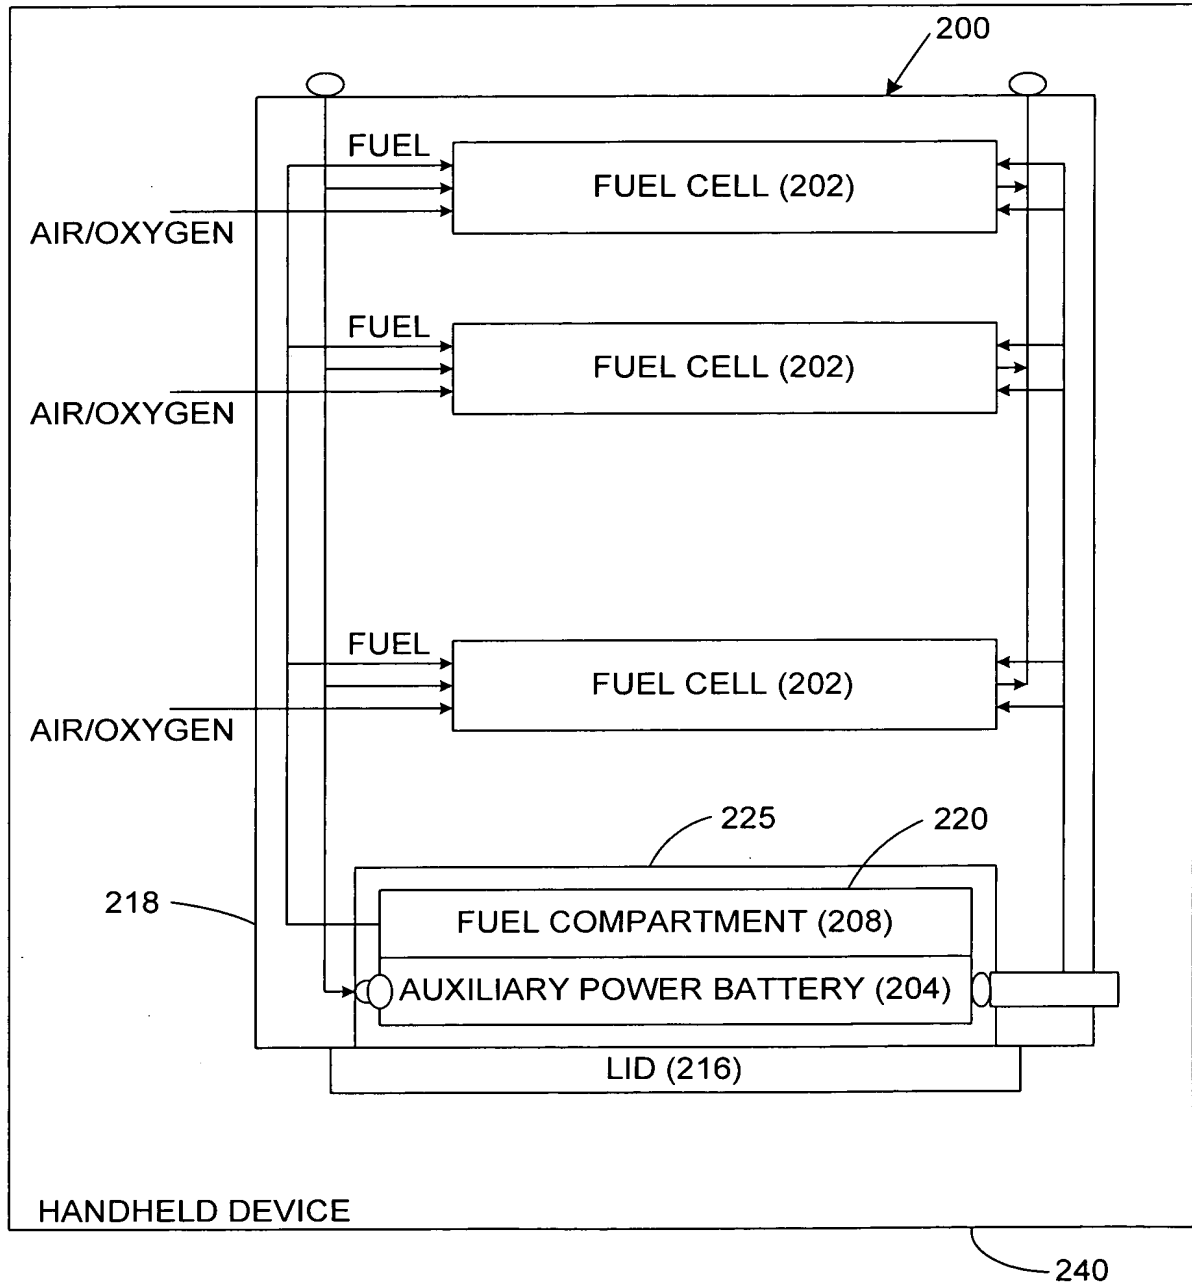 200
FUEL
FUEL CELL (202)
AIR/OXYGEN
FUEL
FUEL CELL (202)
AIR/OXYGEN
FUEL
FUEL CELL (202)
AIR/OXYGEN
225
220
218
FUEL COMPARTMENT (208)
AUXILIARY POWER BATTERY (204)
LID (216)
HANDHELD DEVICE
240